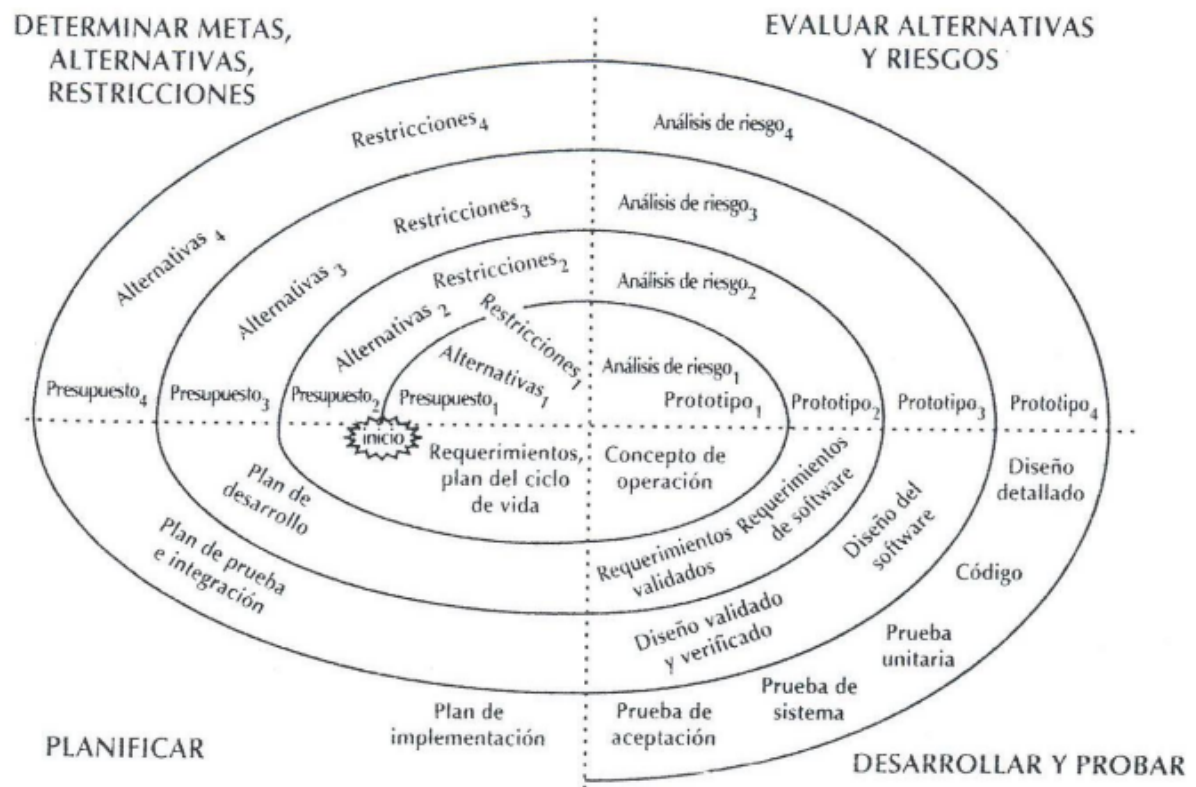 DETERMINAR METAS,
ALTERNATIVAS,
RESTRICCIONES
EVALUAR ALTERNATIVAS
Y RIESGOS
Restricciones4
Análisis de riesgo4
Restricciones3
Análisis de riesgo3
Alternativas 4
Alternativas 3
Restricciones2
Análisis de riesgo2
Alternativas 2
Restricciones1
Alternativas1
Análisis de riesgo1
Presupuesto4
Presupuesto3
Presupuesto2
Presupuesto1
Prototipo1
Prototipo2
Prototipo3
Prototipo4
INICIO
Requerimientos,
plan del ciclo
de vida
Concepto de
operación
Requerimientos
de software
Diseño del
software
Diseño
detallado
Plan de
desarrollo
Requerimientos
validados
Código
Plan de prueba
e integración
Diseño validado
y verificado
Prueba
unitaria
Prueba de
sistema
Plan de
implementación
Prueba de
aceptación
PLANIFICAR
DESARROLLAR Y PROBAR